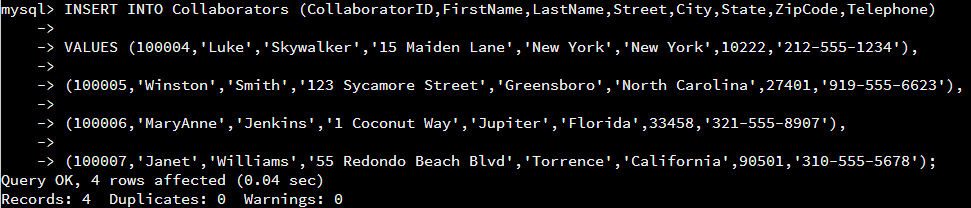 mysql> INSERT INTO Collaborators (CollaboratorID,FirstName,LastName,Street,City,State,ZipCode,Telephone)
    ->
    -> VALUES (100004,'Luke','Skywalker','15 Maiden Lane','New York','New York',10222,'212-555-1234'),
    ->
    -> (100005,'Winston','Smith','123 Sycamore Street','Greensboro','North Carolina',27401,'919-555-6623'),
    ->
    -> (100006,'MaryAnne','Jenkins','1 Coconut Way','Jupiter','Florida',33458,'321-555-8907'),
    ->
    -> (100007,'Janet','Williams','55 Redondo Beach Blvd','Torrence','California',90501,'310-555-5678');
Query OK, 4 rows affected (0.04 sec)
Records: 4  Duplicates: 0  Warnings: 0